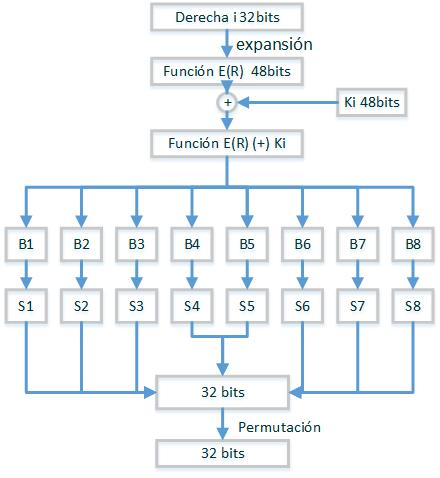 Derecha i 32bits
expansión
Función E(R) 48bits
+
Ki 48bits
Función E(R) (+) Ki
B1 B2 B3 B4 B5 B6 B7 B8
S1 S2 S3 S4 S5 S6 S7 S8
32 bits
Permutación
32 bits